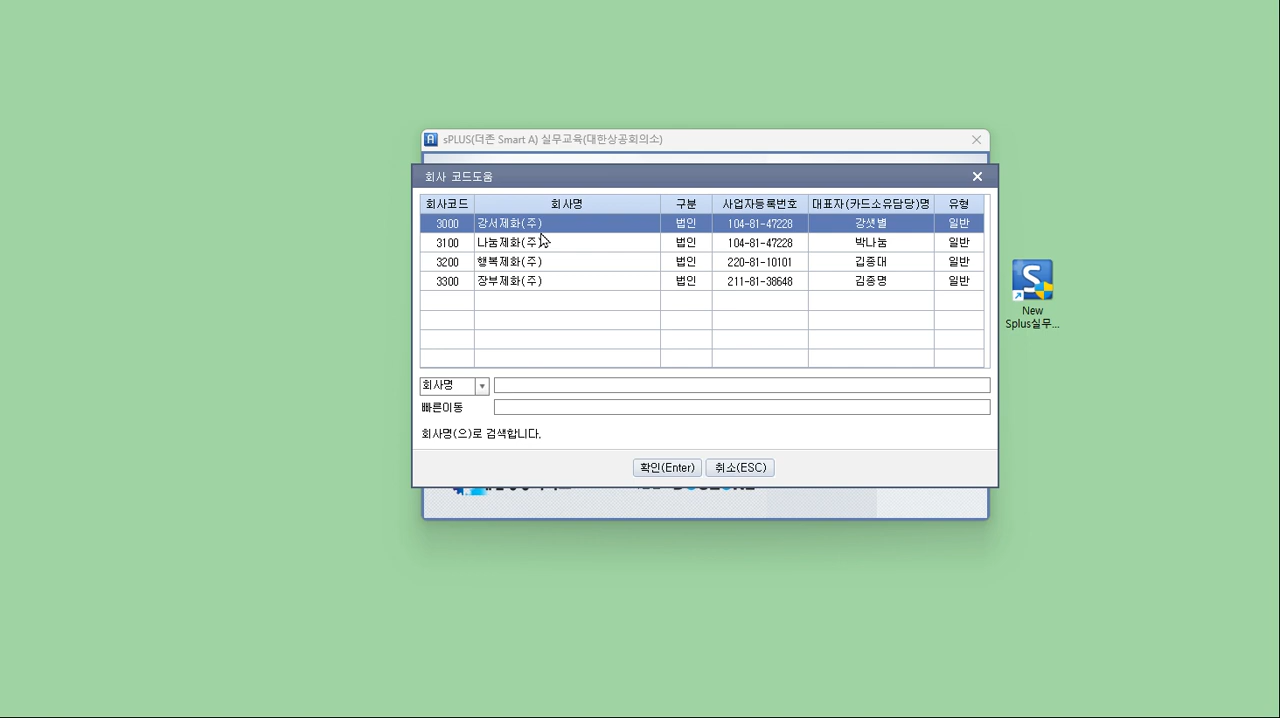 sPLUS(더존 Smart A) 실무교육(대한상공회의소)
회사 코드도움
회사코드 회사명 구분 사업자등록번호 대표자(카드소유담당)명 유형
3000 강서제화(주) 법인 104-81-47228 강샛별 일반
3100 나눔제화(주) 법인 104-81-47228 박나눔 일반
3200 행복제화(주) 법인 220-81-10101 김종대 일반
3300 장부제화(주) 법인 211-81-38648 김종명 일반
회사명
빠른이동
회사명(으)로 검색합니다.
확인(Enter) 취소(ESC)
New
Splus실무...